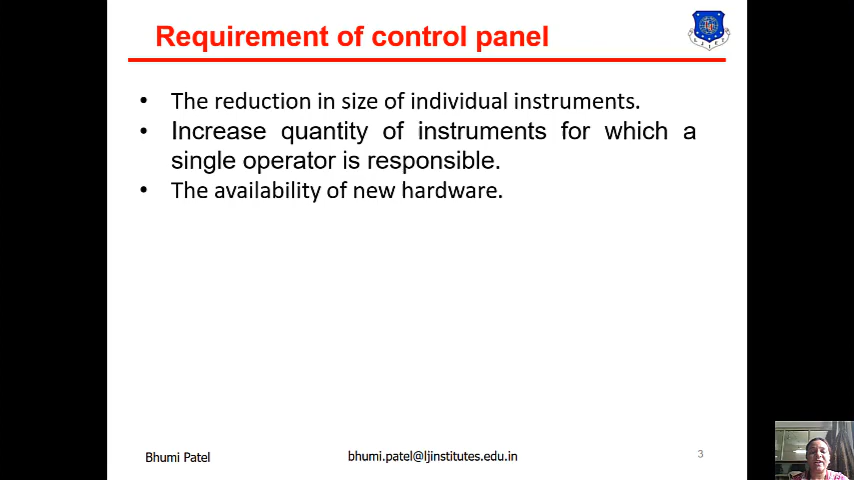 Requirement of control panel
• The reduction in size of individual instruments.
• Increase quantity of instruments for which a
single operator is responsible.
• The availability of new hardware.
Bhumi Patel
bhumi.patel@ljinstitutes.edu.in
3